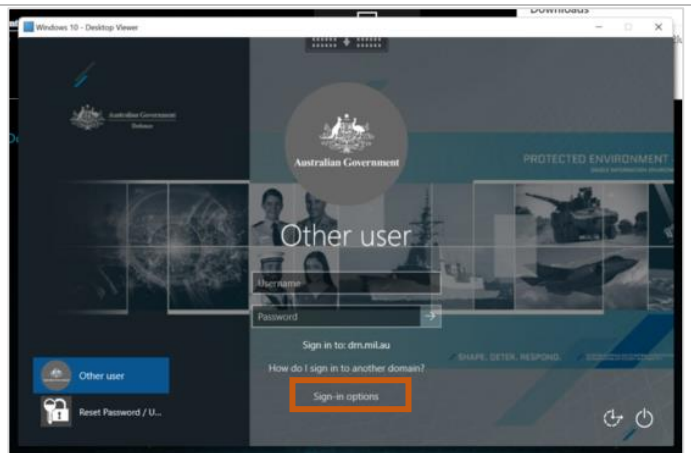 Downloads
Windows 10 - Desktop Viewer
Australian Government
Defence
Australian Government
PROTECTED ENVIRONMENT
Other user
Username
Password
Sign in to: drn.mil.au
SHAPE. DETER. RESPOND.
How do I sign in to another domain?
Other user
Sign-in options
Reset Password / U...